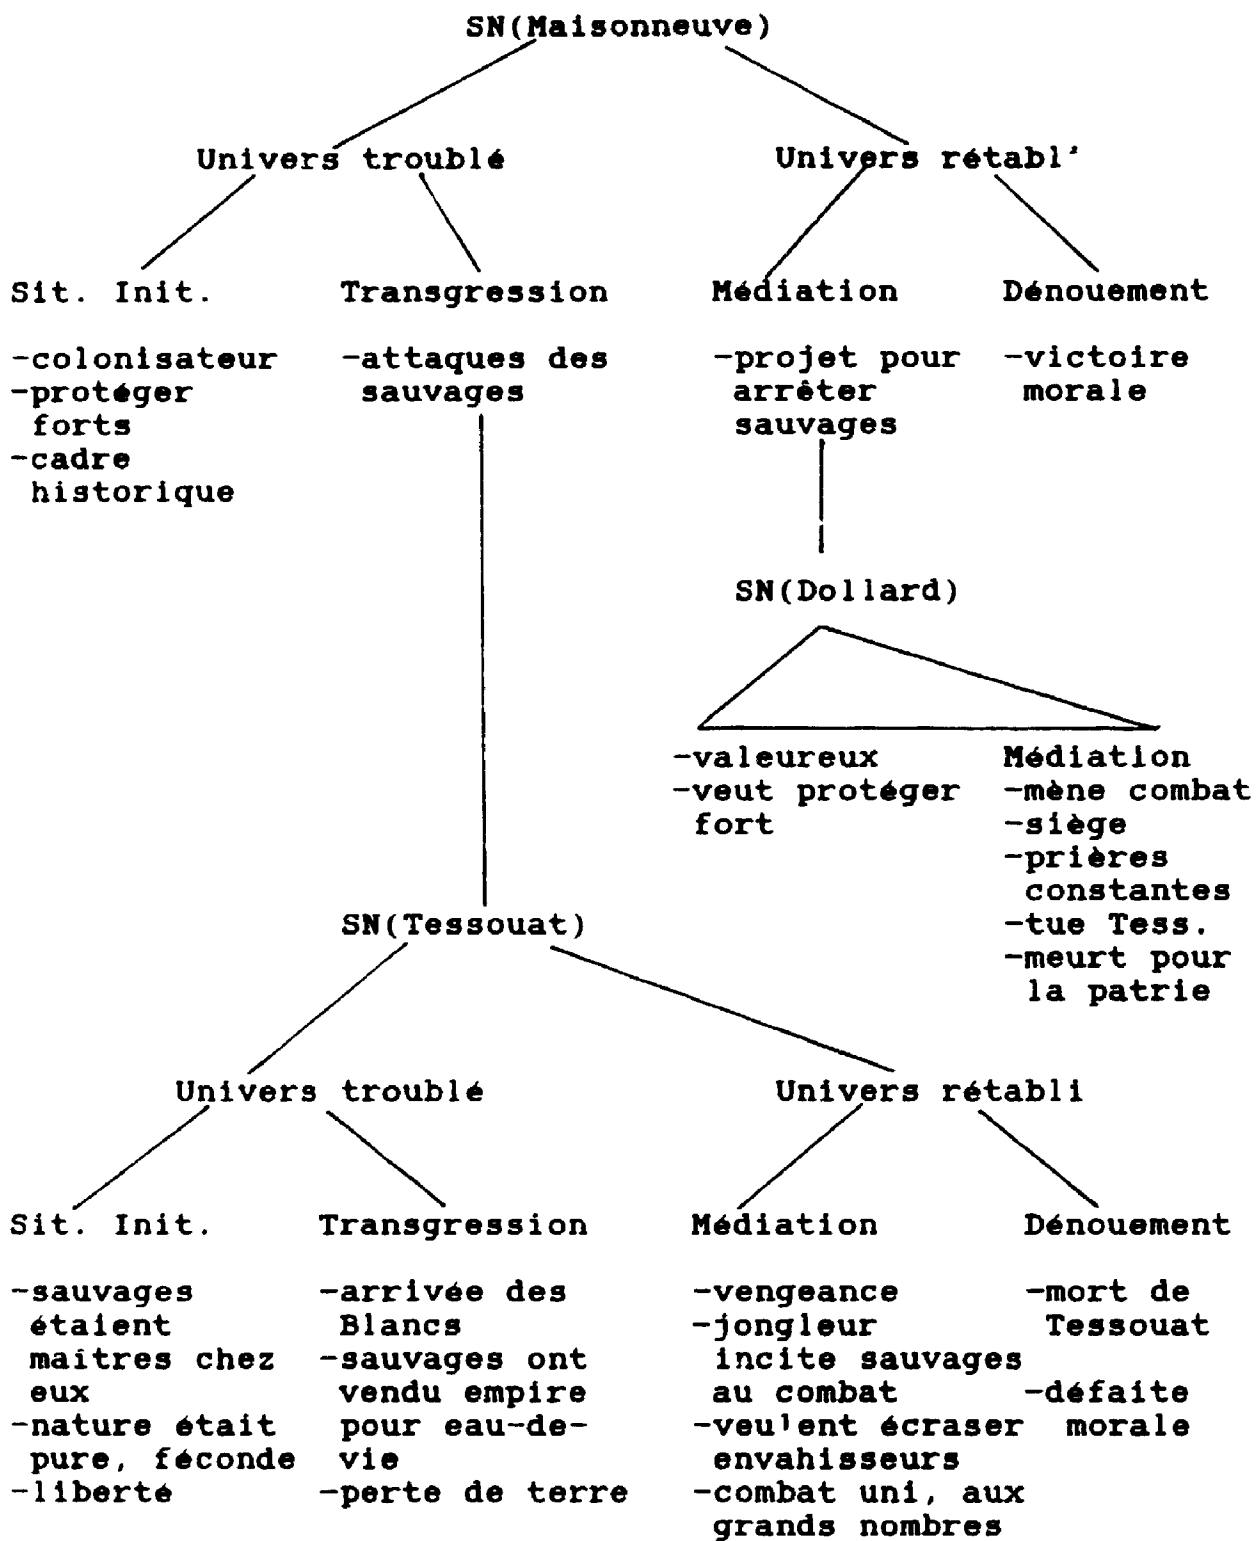 SN(Maisonneuve)
Univers troublé
Univers rétabl'
Sit. Init.
-colonisateur
-protéger
forts
-cadre
historique
Transgression
-attaques des
sauvages
Médiation
-projet pour
arrêter
sauvages
Dénouement
-victoire
morale
SN(Dollard)
-valeureux
-veut protéger
fort
Médiation
-mène combat
-siège
-prières
constantes
-tue Tess.
-meurt pour
la patrie
SN(Tessouat)
Univers troublé
Univers rétabli
Sit. Init.
-sauvages
étaient
maîtres chez
eux
-nature était
pure, féconde
-liberté
Transgression
-arrivée des
Blancs
-sauvages ont
vendu empire
pour eau-de-
vie
-perte de terre
Médiation
-vengeance
-jongleur
incite sauvages
au combat
-veu'ent écraser
envahisseurs
-combat uni, aux
grands nombres
Dénouement
-mort de
Tessouat
-défaite
morale